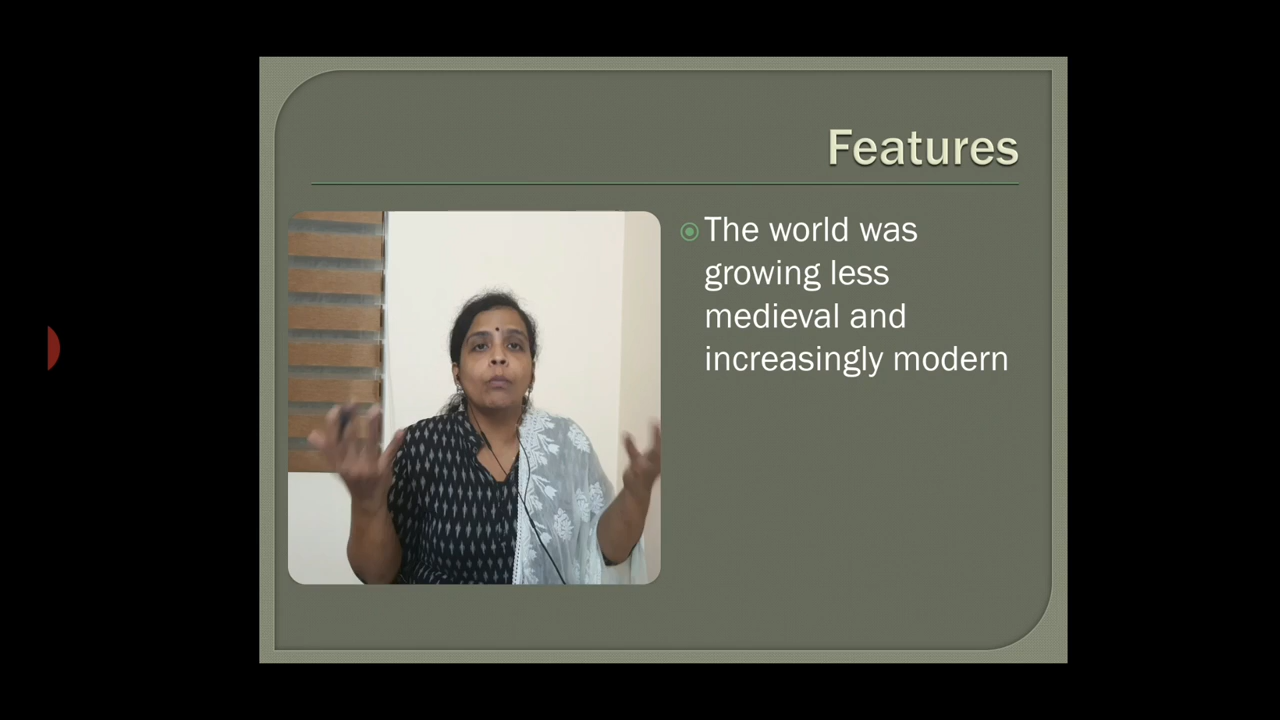 Features
The world was
growing less
medieval and
increasingly modern